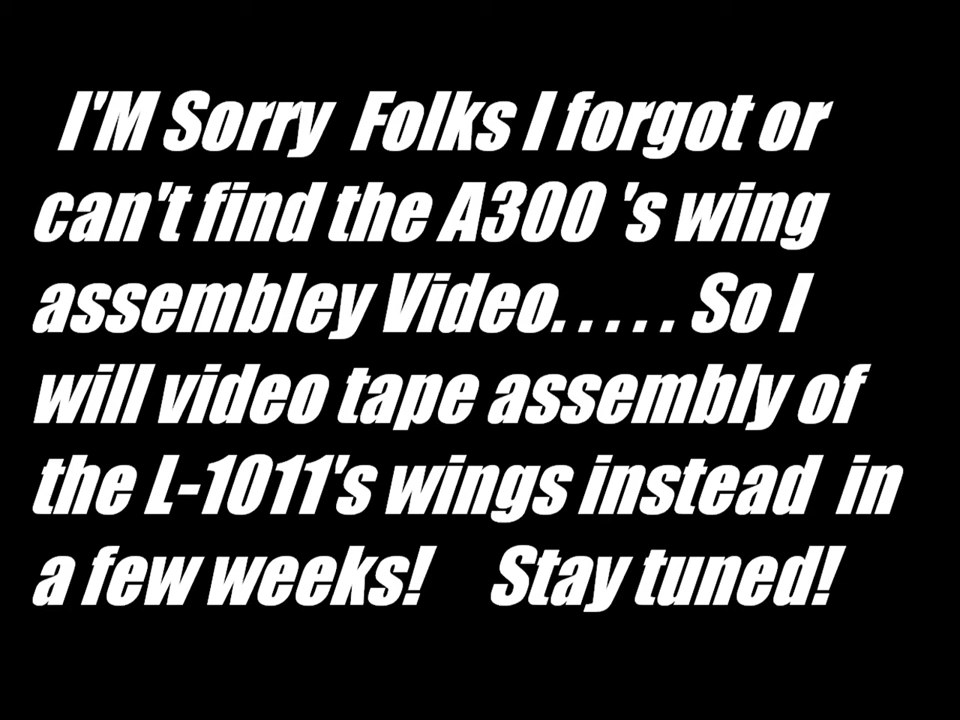 I'M Sorry Folks I forgot or
can't find the A300 's wing
assembley Video. . . . . So I
will video tape assembly of
the L-1011's wings instead in
a few weeks! Stay tuned!